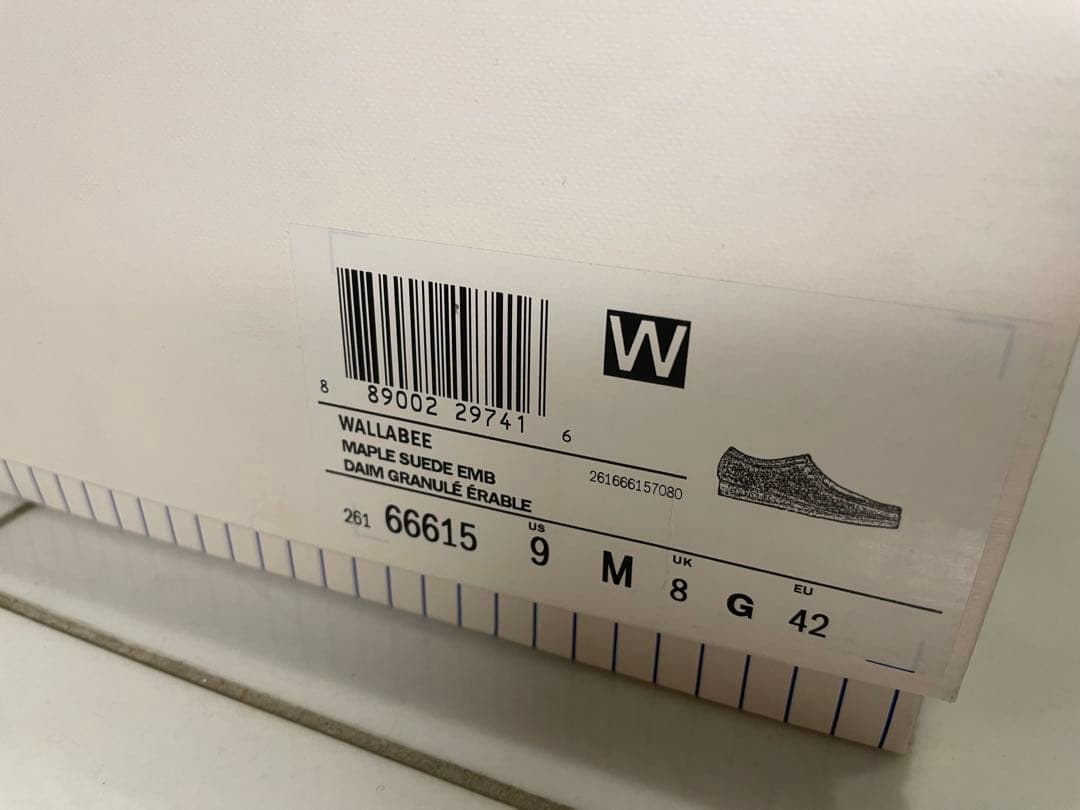 W
8 89002 29741 6
WALLABEE
MAPLE SUEDE EMB
DAIM GRANULÉ ÉRABLE
261666157080
261 66615 US 9 M UK 8 G EU 42